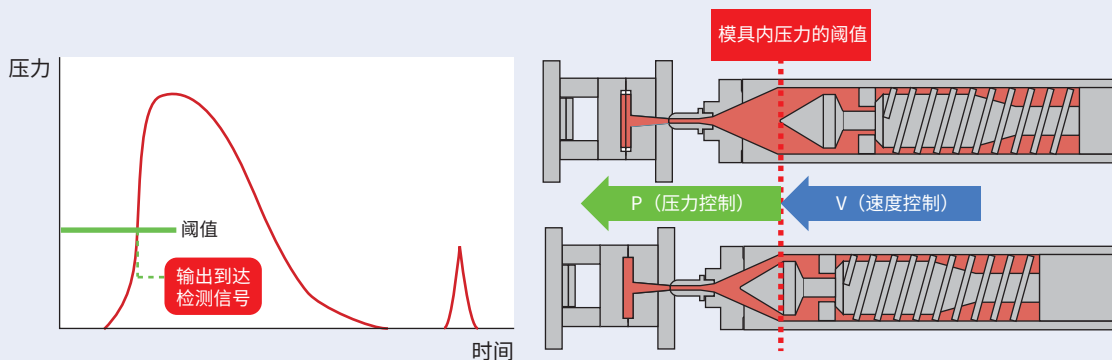 压力
阈值
输出到达
检测信号
时间
模具内压力的阈值
P（压力控制）
V（速度控制）